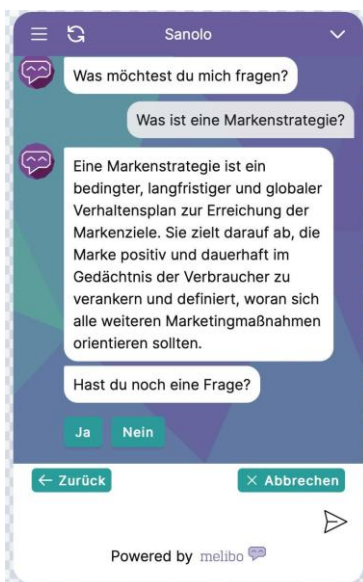 Sanolo
Was möchtest du mich fragen?
Was ist eine Markenstrategie?
Eine Markenstrategie ist ein
bedingter, langfristiger und globaler
Verhaltensplan zur Erreichung der
Markenziele. Sie zielt darauf ab, die
Marke positiv und dauerhaft im
Gedächtnis der Verbraucher zu
verankern und definiert, woran sich
alle weiteren Marketingmaßnahmen
orientieren sollten.
Hast du noch eine Frage?
Ja Nein
← Zurück × Abbrechen
Powered by melibo